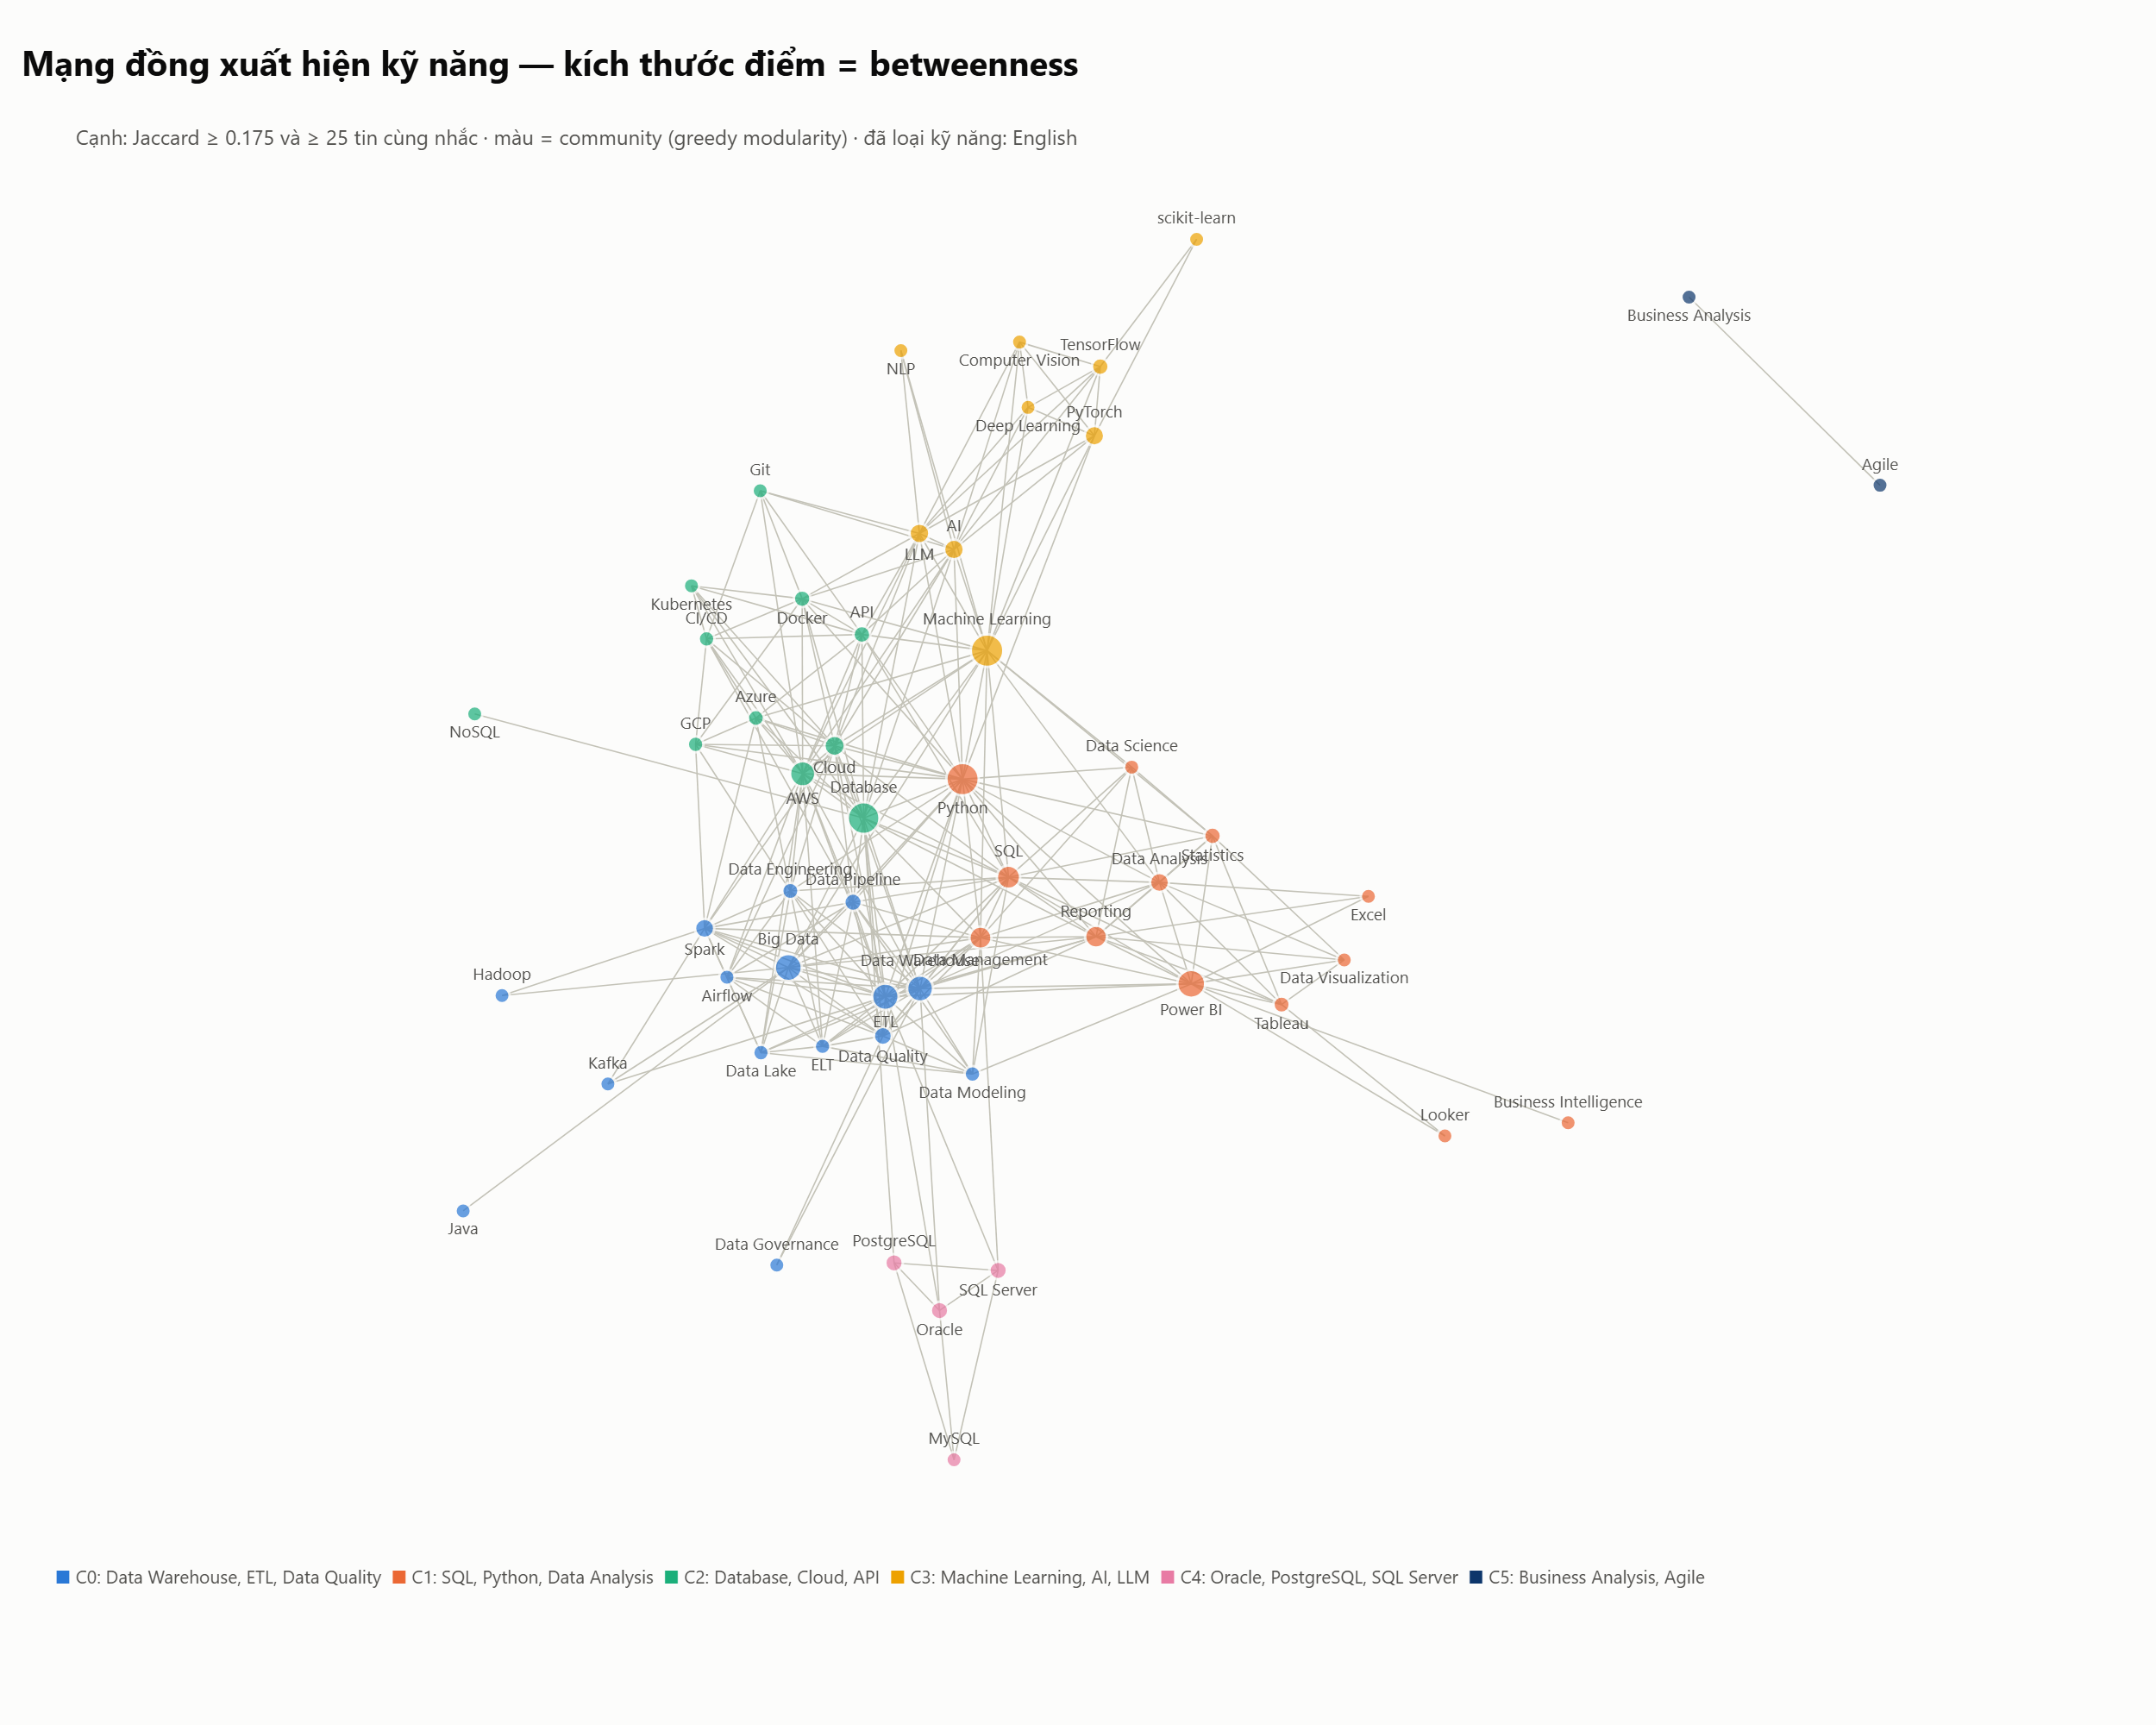 Mạng đồng xuất hiện kỹ năng — kích thước điểm = betweenness
Cạnh: Jaccard ≥ 0.175 và ≥ 25 tin cùng nhắc · màu = community (greedy modularity) · đã loại kỹ năng: English
scikit-learn
Business Analysis
TensorFlow
Computer Vision
NLP
PyTorch
Deep Learning
Agile
Git
AI
LLM
Kubernetes
API
CI/CD
Docker
Machine Learning
Azure
GCP
NoSQL
Data Science
Cloud
Database
AWS
Python
SQL
Statistics
Data Analysis
Data Engineering
Data Pipeline
Reporting
Excel
Big Data
Spark
Data Warehouse
Data Management
Hadoop
Data Visualization
Airflow
Power BI
ETL
Tableau
Data Quality
Kafka
ELT
Data Lake
Data Modeling
Business Intelligence
Looker
Java
PostgreSQL
Data Governance
SQL Server
Oracle
MySQL
C0: Data Warehouse, ETL, Data Quality
C1: SQL, Python, Data Analysis
C2: Database, Cloud, API
C3: Machine Learning, AI, LLM
C4: Oracle, PostgreSQL, SQL Server
C5: Business Analysis, Agile